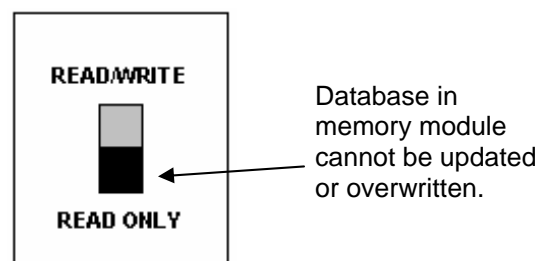 READ/WRITE
READ ONLY
Database in
memory module
cannot be updated
or overwritten.